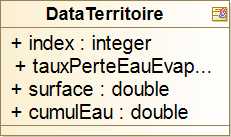 DataTerritoire
+ index : integer
+ tauxPerteEauEvap...
+ surface : double
+ cumulEau : double